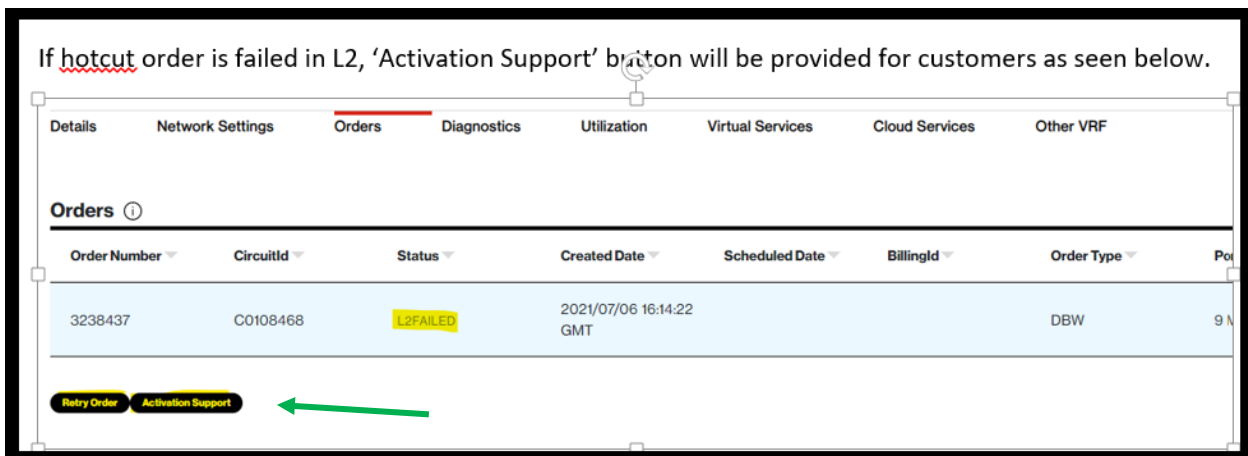 If hotcut order is failed in L2, ‘Activation Support’ button will be provided for customers as seen below.
Details Network Settings Orders Diagnostics Utilization Virtual Services Cloud Services Other VRF
Orders
Order Number CircuitId Status Created Date Scheduled Date BillingId Order Type
3238437 C0108468 L2FAILED 2021/07/06 16:14:22 DBW 9
GMT
Retry Order Activation Support